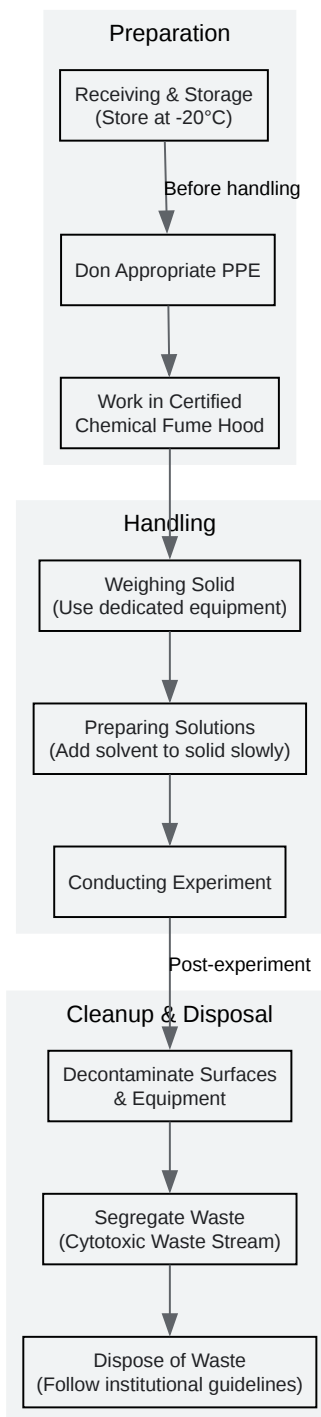 Preparation
Receiving & Storage
(Store at -20°C)
Before handling
Don Appropriate PPE
Work in Certified
Chemical Fume Hood
Handling
Weighing Solid
(Use dedicated equipment)
Preparing Solutions
(Add solvent to solid slowly)
Conducting Experiment
Post-experiment
Cleanup & Disposal
Decontaminate Surfaces
& Equipment
Segregate Waste
(Cytotoxic Waste Stream)
Dispose of Waste
(Follow institutional guidelines)